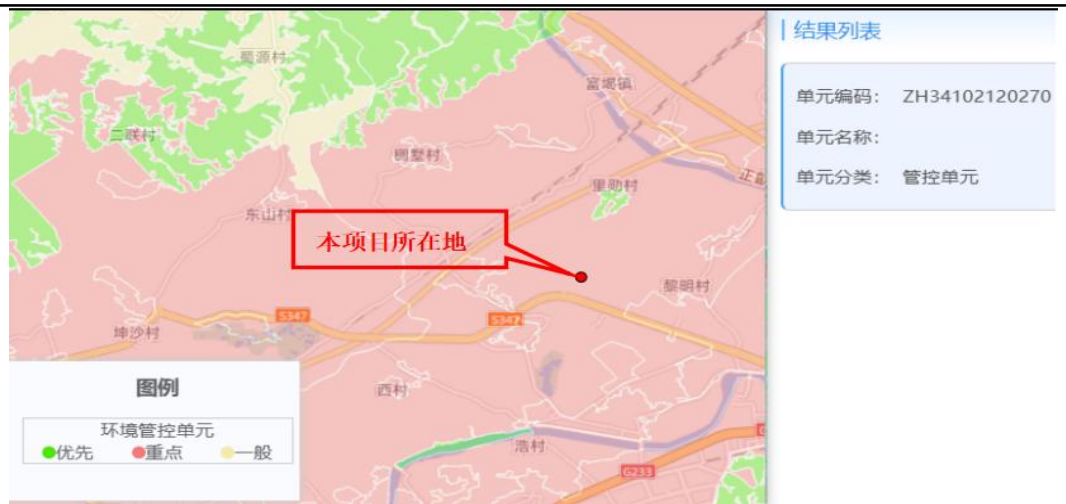 结果列表
单元编码： ZH34102120270
单元名称：
单元分类： 管控单元
蜀源村
富堨镇
二联村
稠墅村
里勋村
东山村
本项目所在地
黎明村
S347
S347
坤沙村
西村
浩村
G233
图例
环境管控单元
优先 重点 一般